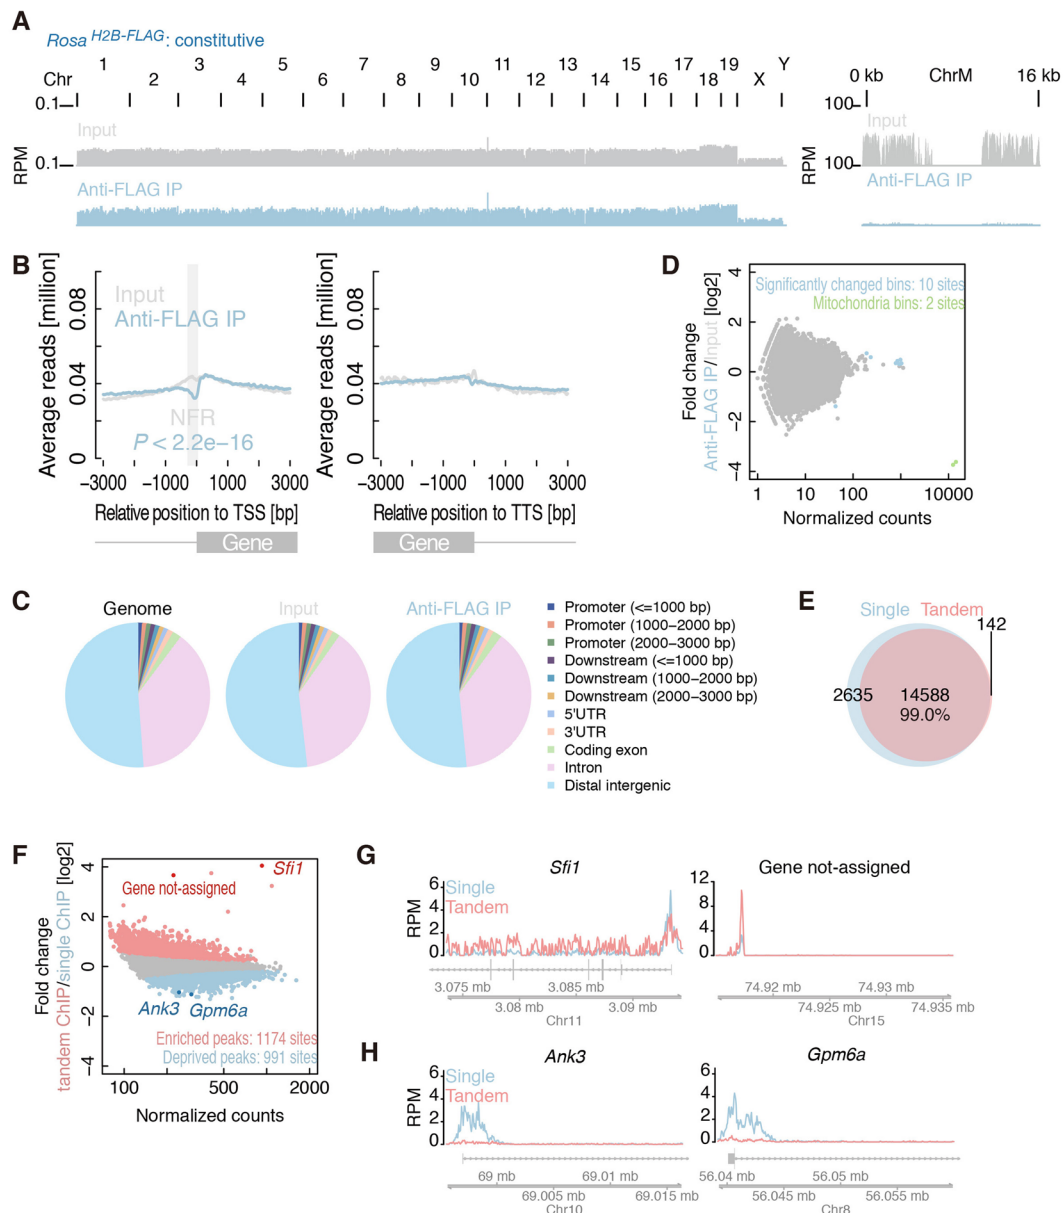 A
Rosa H2B-FLAG: constitutive
1 3 5 7 9 11 13 15 17 19 Y
Chr 2 4 6 8 10 12 14 16 18 X
0.1
Input
RPM
0.1
Anti-FLAG IP
0 kb ChrM 16 kb
100
Input
RPM
100
Anti-FLAG IP
B
Average reads [million]
0.08
0.04
0
Input
Anti-FLAG IP
NFR
P < 2.2e−16
−3000 −1000 1000 3000
Relative position to TSS [bp]
Gene
Average reads [million]
0.08
0.04
0
−3000 −1000 1000 3000
Relative position to TTS [bp]
Gene
D
Fold change
Anti-FLAG IP/Input [log2]
4
2
0
−2
−4
Significantly changed bins: 10 sites
Mitochondria bins: 2 sites
1 10 100 10000
Normalized counts
C
Genome
Input
Anti-FLAG IP
Promoter (<=1000 bp)
Promoter (1000−2000 bp)
Promoter (2000−3000 bp)
Downstream (<=1000 bp)
Downstream (1000−2000 bp)
Downstream (2000−3000 bp)
5'UTR
3'UTR
Coding exon
Intron
Distal intergenic
E
Single Tandem
142
2635 14588
99.0%
F
Fold change
tandem ChIP/single ChIP [log2]
4
2
0
−2
−4
Sfi1
Gene not-assigned
Ank3 Gpm6a
Enriched peaks: 1174 sites
Deprived peaks: 991 sites
100 500 2000
Normalized counts
G
Sfi1
RPM
6
4
2
0
Single
Tandem
3.075 mb 3.085 mb
3.08 mb 3.09 mb
Chr11
Gene not-assigned
12
8
4
0
74.92 mb 74.93 mb
74.925 mb 74.935 mb
Chr15
H
Ank3
RPM
6
4
2
0
Single
Tandem
69 mb 69.01 mb
69.005 mb 69.015 mb
Chr10
Gpm6a
6
4
2
0
56.04 mb 56.05 mb
56.045 mb 56.055 mb
Chr8